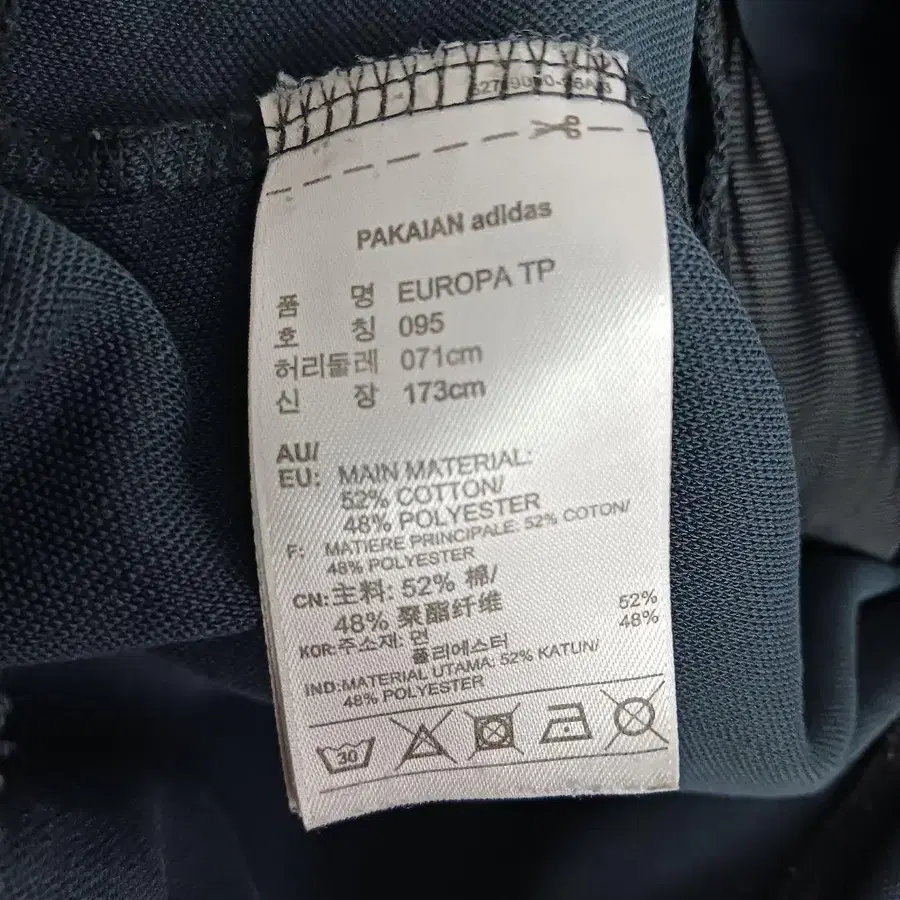 PAKAIAN adidas
품 명 EUROPA TP
호 칭 095
허리둘레 071cm
신 장 173cm
AU/
EU: MAIN MATERIAL:
52% COTTON/
48% POLYESTER
F: MATIERE PRINCIPALE: 52% COTON/
48% POLYESTER
CN:主料: 52% 棉/
48% 聚酯纤维
KOR:주소재: 면 52%
폴리에스터 48%
IND:MATERIAL UTAMA: 52% KATUN/
48% POLYESTER
30